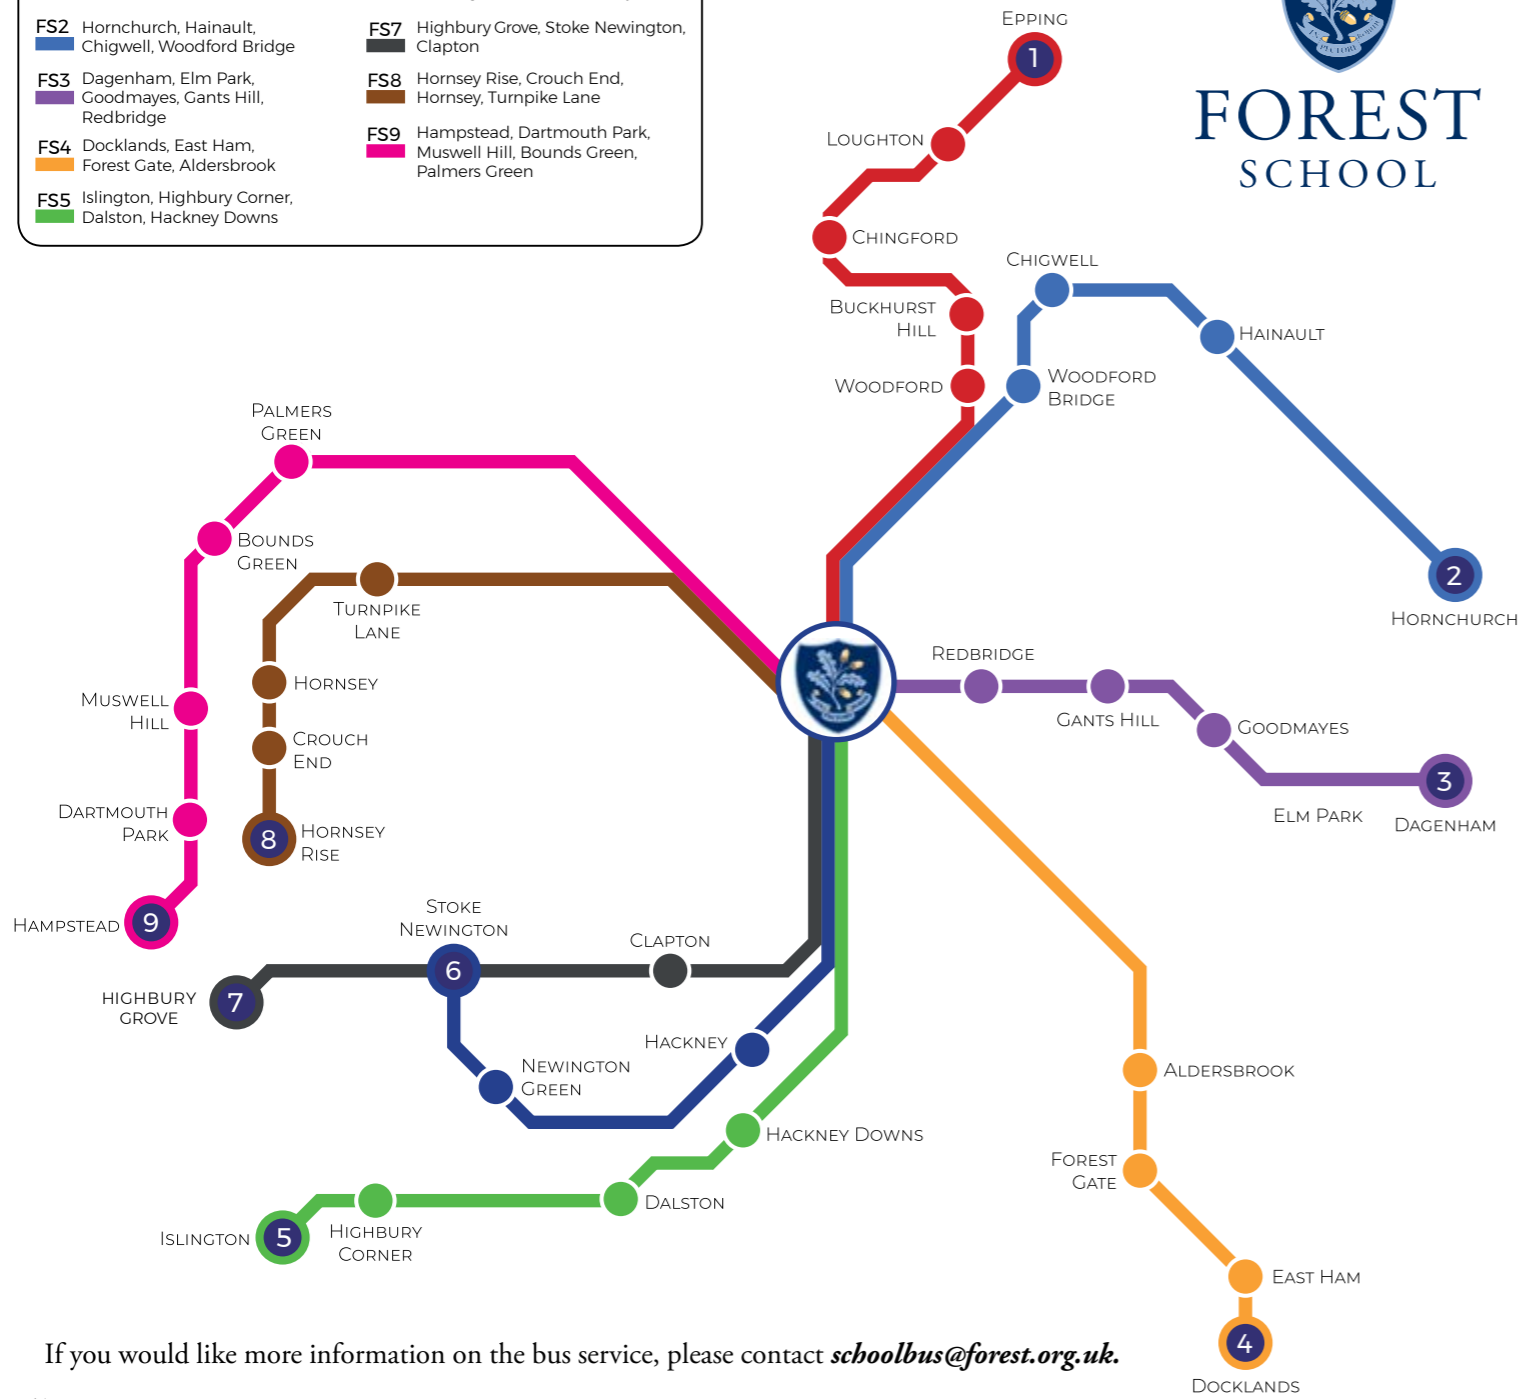 FS2 Hornchurch, Hainault,
Chigwell, Woodford Bridge
FS3 Dagenham, Elm Park,
Goodmayes, Gants Hill,
Redbridge
FS4 Docklands, East Ham,
Forest Gate, Aldersbrook
FS5 Islington, Highbury Corner,
Dalston, Hackney Downs
FS7 Highbury Grove, Stoke Newington,
Clapton
FS8 Hornsey Rise, Crouch End,
Hornsey, Turnpike Lane
FS9 Hampstead, Dartmouth Park,
Muswell Hill, Bounds Green,
Palmers Green
FOREST
SCHOOL
EPPING
1
LOUGHTON
CHINGFORD
BUCKHURST
HILL
WOODFORD
CHIGWELL
HAINAULT
WOODFORD
BRIDGE
2
HORNCHURCH
PALMERS
GREEN
BOUNDS
GREEN
MUSWELL
HILL
DARTMOUTH
PARK
HAMPSTEAD
9
TURNPIKE
LANE
HORNSEY
CROUCH
END
8
HORNSEY
RISE
REDBRIDGE
GANTS HILL
GOODMAYES
ELM PARK
3
DAGENHAM
STOKE
NEWINGTON
6
CLAPTON
HIGHBURY
GROVE
7
NEWINGTON
GREEN
HACKNEY
HACKNEY DOWNS
DALSTON
HIGHBURY
CORNER
ISLINGTON
5
ALDERSBROOK
FOREST
GATE
EAST HAM
4
DOCKLANDS
If you would like more information on the bus service, please contact schoolbus@forest.org.uk.